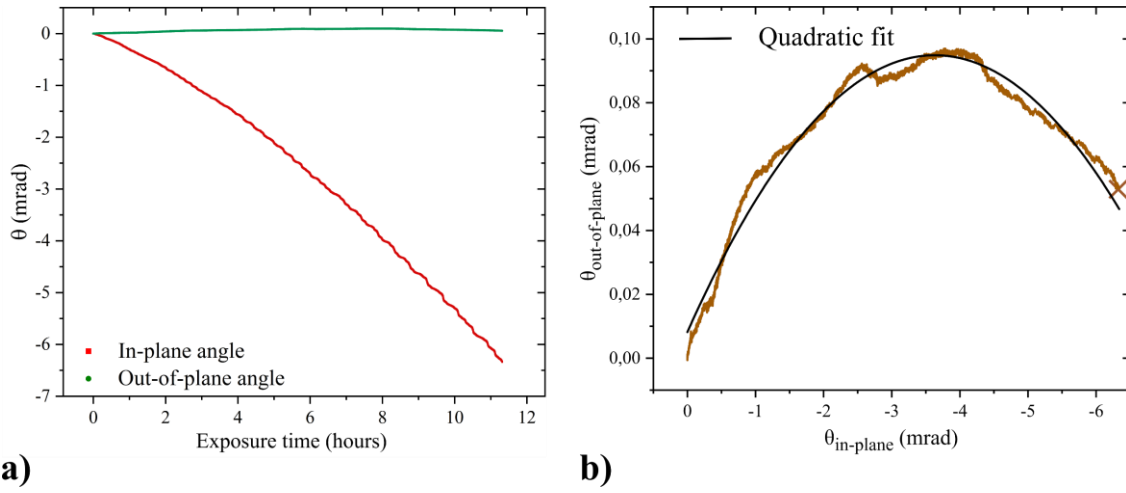 0
-1
-2
-3
-4
-5
-6
-7
θ (mrad)
In-plane angle
Out-of-plane angle
0 2 4 6 8 10 12
Exposure time (hours)
a)
Quadratic fit
0,10
0,08
0,06
0,04
0,02
0,00
θout-of-plane (mrad)
0 -1 -2 -3 -4 -5 -6
θin-plane (mrad)
b)